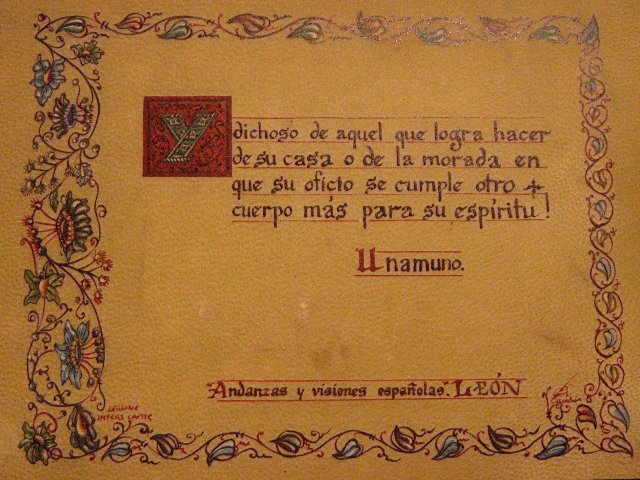 Y dichoso de aquel que logra hacer
de su casa o de la morada en
que su oficio se cumple otro
cuerpo más para su espíritu!
Unamuno.
"Andanzas y visiones españolas". LEÓN